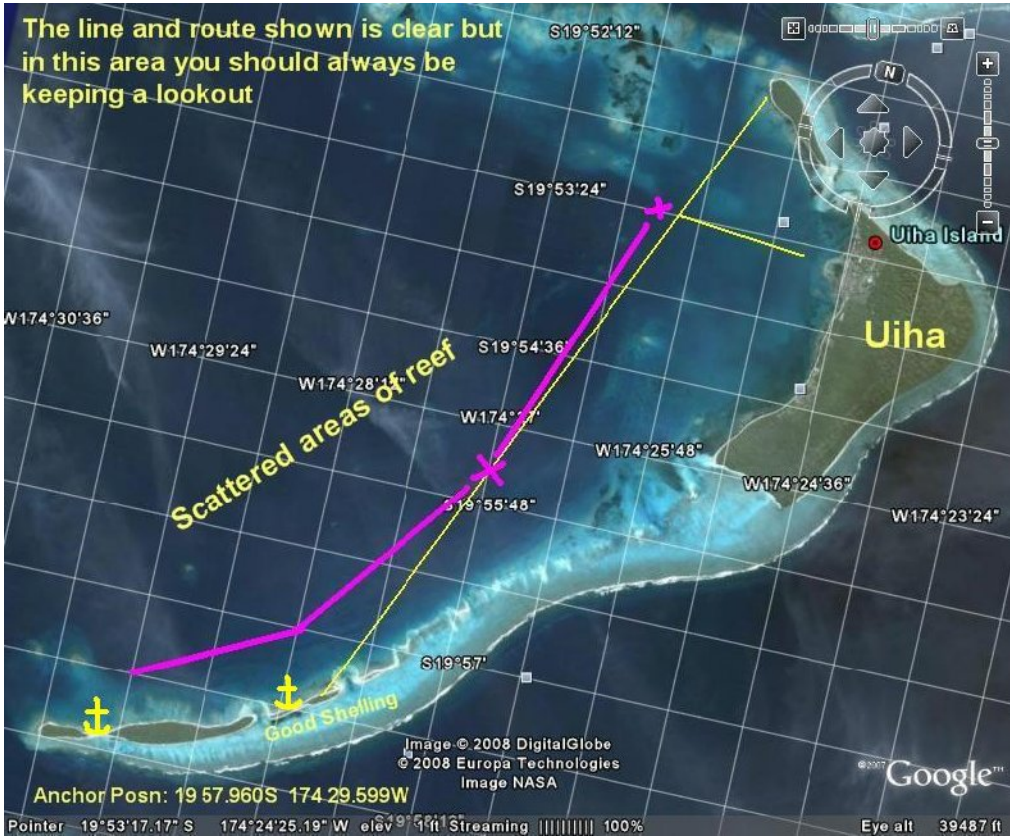 The line and route shown is clear but
in this area you should always be
keeping a lookout
S19°52'12"
N
S19°53'24"
Uiha Island
W174°30'36"
Uiha
S19°54'36"
W174°29'24"
Scattered areas of reef
W174°25'48"
W174°24'36"
S19°55'48"
W174°23'24"
S19°57'
Good Shelling
Image © 2008 DigitalGlobe
© 2008 Europa Technologies
Image NASA
©2007 Google™
Anchor Posn: 19 57.960S 174 29.599W
Pointer 19°53'17.17" S 174°24'25.19" W elev 1 ft Streaming |||||||||| 100% Eye alt 39487 ft